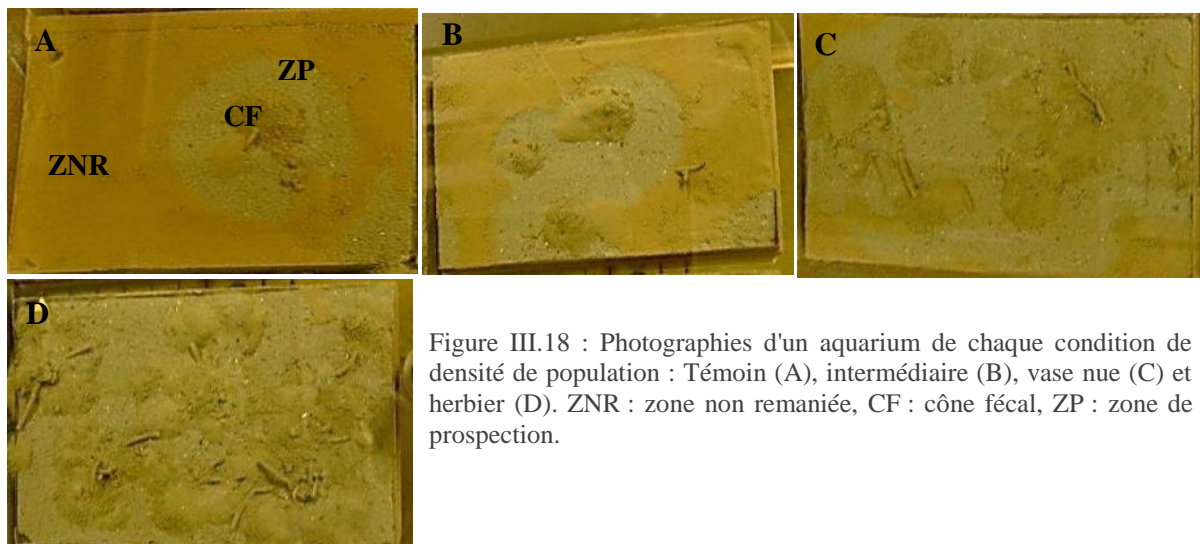 A
ZP
CF
ZNR
B
C
D
Figure III.18 : Photographies d'un aquarium de chaque condition de
densité de population : Témoin (A), intermédiaire (B), vase nue (C) et
herbier (D). ZNR : zone non remaniée, CF : cône fécal, ZP : zone de
prospection.